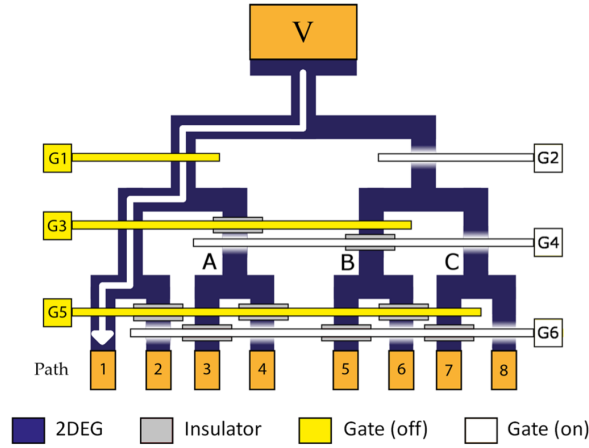 V
G1
G2
G3
G4
A B C
G5
G6
Path 1 2 3 4 5 6 7 8
2DEG Insulator Gate (off) Gate (on)